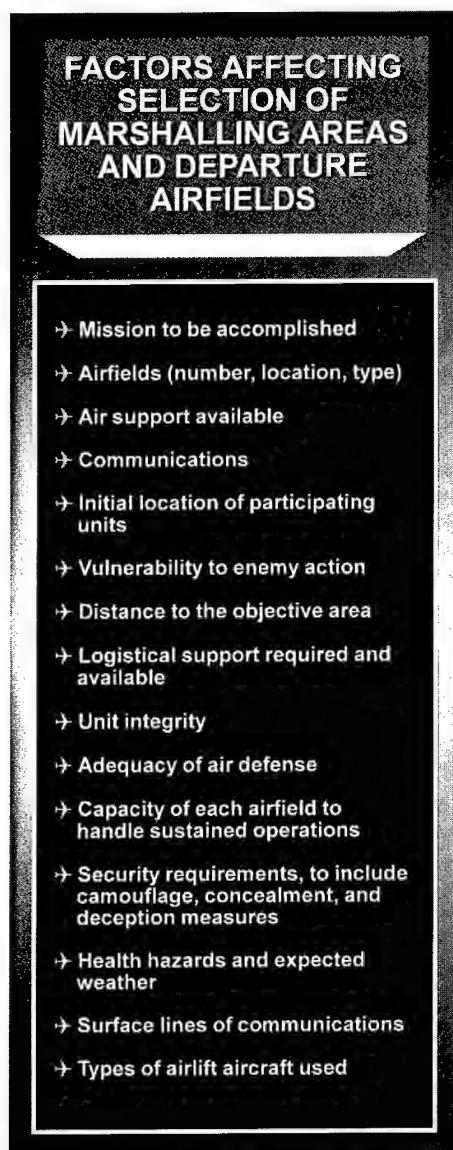 FACTORS AFFECTING
SELECTION OF
MARSHALLING AREAS
AND DEPARTURE
AIRFIELDS
Mission to be accomplished
Airfields (number, location, type)
Air support available
Communications
Initial location of participating
units
Vulnerability to enemy action
Distance to the objective area
Logistical support required and
available
Unit integrity
Adequacy of air defense
Capacity of each airfield to
handle sustained operations
Security requirements, to include
camouflage, concealment, and
deception measures
Health hazards and expected
weather
Surface lines of communications
Types of airlift aircraft used